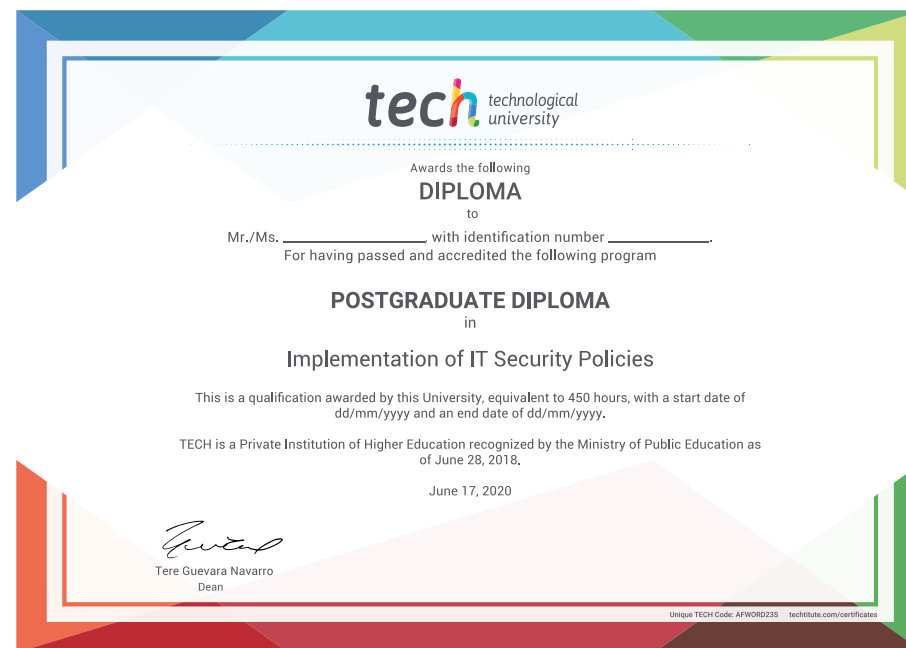 tech technological
university
Awards the following
DIPLOMA
to
Mr./Ms. ________________, with identification number ____________.
For having passed and accredited the following program
POSTGRADUATE DIPLOMA
in
Implementation of IT Security Policies
This is a qualification awarded by this University, equivalent to 450 hours, with a start date of
dd/mm/yyyy and an end date of dd/mm/yyyy.
TECH is a Private Institution of Higher Education recognized by the Ministry of Public Education as
of June 28, 2018.
June 17, 2020
Tere Guevara Navarro
Dean
Unique TECH Code: AFWORD23S techtitute.com/certificates